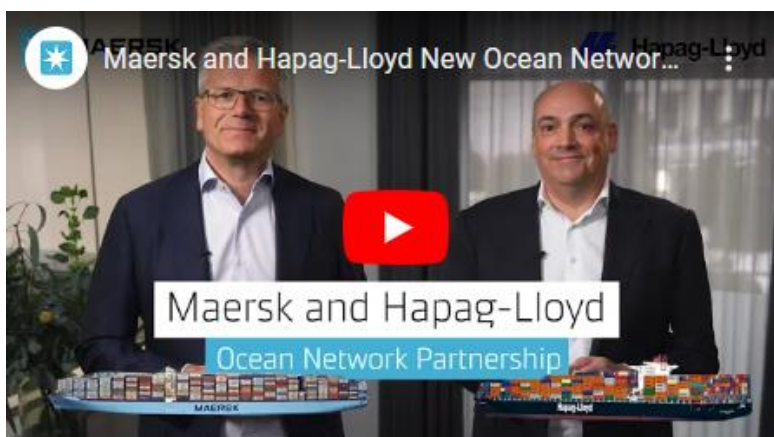 MAERSK
Hapag-Lloyd
Maersk and Hapag-Lloyd New Ocean Networ...
Maersk and Hapag-Lloyd
Ocean Network Partnership
MAERSK
Hapag-Lloyd